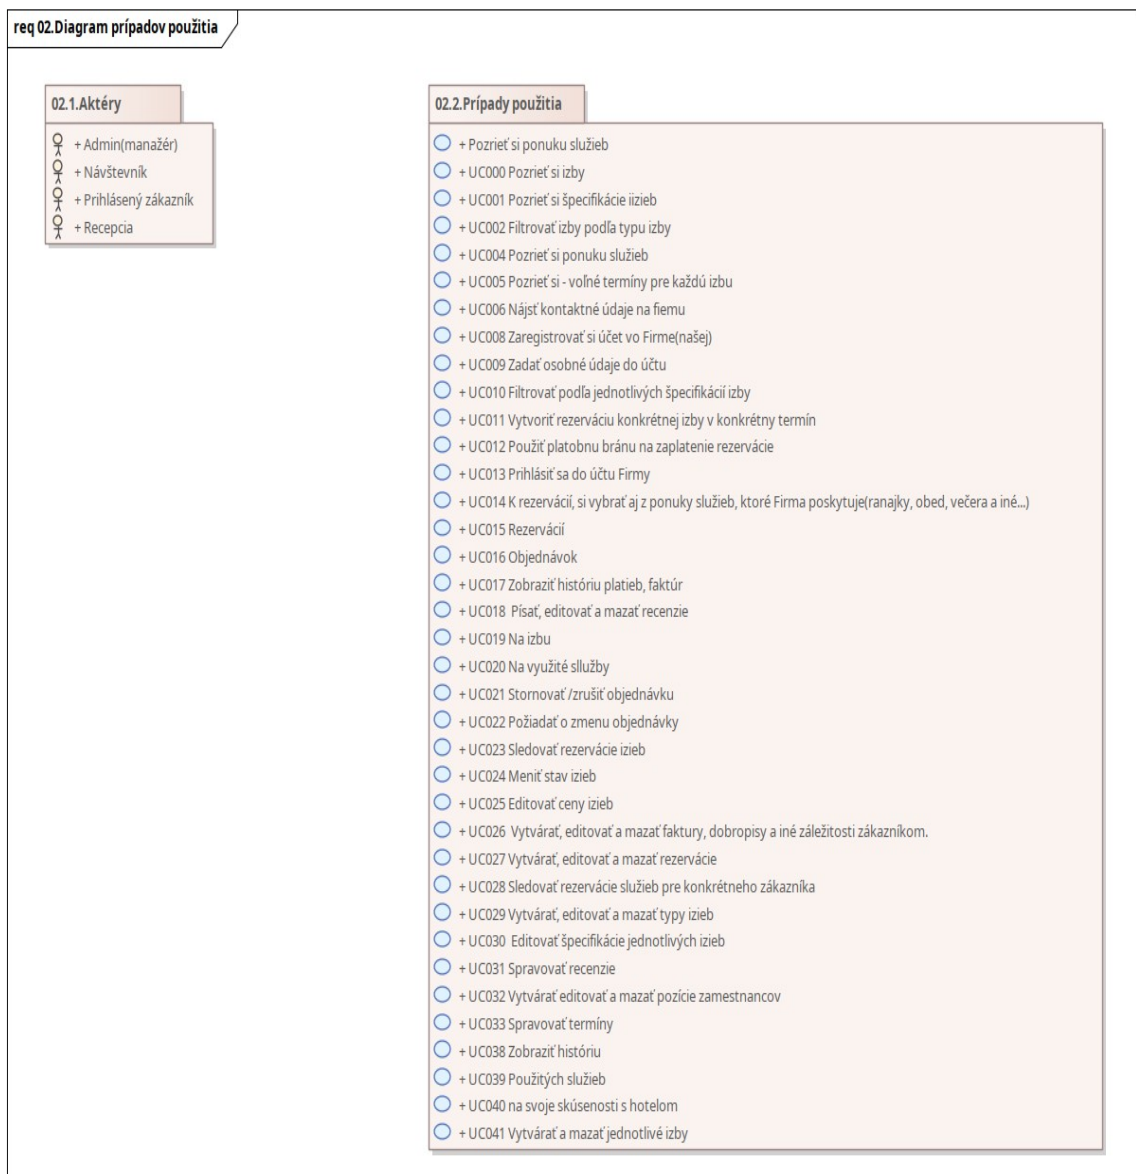 req 02.Diagram prípadov použitia
02.1.Aktéry
+ Admin(manažér)
+ Návštevník
+ Prihlásený zákazník
+ Recepcia
02.2.Prípady použitia
+ Pozrieť si ponuku služieb
+ UC000 Pozrieť si izby
+ UC001 Pozrieť si špecifikácie iizieb
+ UC002 Filtrovať izby podľa typu izby
+ UC004 Pozrieť si ponuku služieb
+ UC005 Pozrieť si - voľné termíny pre každú izbu
+ UC006 Nájsť kontaktné údaje na fiemu
+ UC008 Zaregistrovať si účet vo Firme(našej)
+ UC009 Zadať osobné údaje do účtu
+ UC010 Filtrovať podľa jednotlivých špecifikácií izby
+ UC011 Vytvoriť rezerváciu konkrétnej izby v konkrétny termín
+ UC012 Použiť platobnu bránu na zaplatenie rezervácie
+ UC013 Prihlásiť sa do účtu Firmy
+ UC014 K rezervácií, si vybrať aj z ponuky služieb, ktoré Firma poskytuje(ranajky, obed, večera a iné...)
+ UC015 Rezervácií
+ UC016 Objednávok
+ UC017 Zobraziť históriu platieb, faktúr
+ UC018  Písať, editovať a mazať recenzie
+ UC019 Na izbu
+ UC020 Na využité sllužby
+ UC021 Stornovať /zrušiť objednávku
+ UC022 Požiadať o zmenu objednávky
+ UC023 Sledovať rezervácie izieb
+ UC024 Meniť stav izieb
+ UC025 Editovať ceny izieb
+ UC026  Vytvárať, editovať a mazať faktury, dobropisy a iné záležitosti zákazníkom.
+ UC027 Vytvárať, editovať a mazať rezervácie
+ UC028 Sledovať rezervácie služieb pre konkrétneho zákazníka
+ UC029 Vytvárať, editovať a mazať typy izieb
+ UC030  Editovať špecifikácie jednotlivých izieb
+ UC031 Spravovať recenzie
+ UC032 Vytvárať editovať a mazať pozície zamestnancov
+ UC033 Spravovať termíny
+ UC038 Zobraziť históriu
+ UC039 Použitých služieb
+ UC040 na svoje skúsenosti s hotelom
+ UC041 Vytvárať a mazať jednotlivé izby